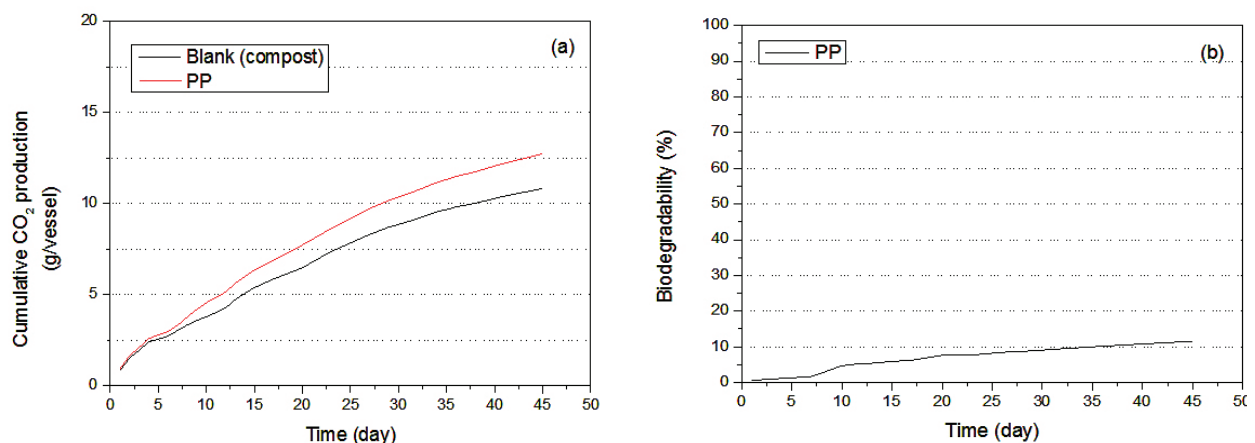 (a)
Blank (compost)
PP
20
15
10
5
0
Cumulative CO₂ production
(g/vessel)
0 5 10 15 20 25 30 35 40 45 50
Time (day)
(b)
PP
100
90
80
70
60
50
40
30
20
10
0
Biodegradability (%)
0 5 10 15 20 25 30 35 40 45 50
Time (day)